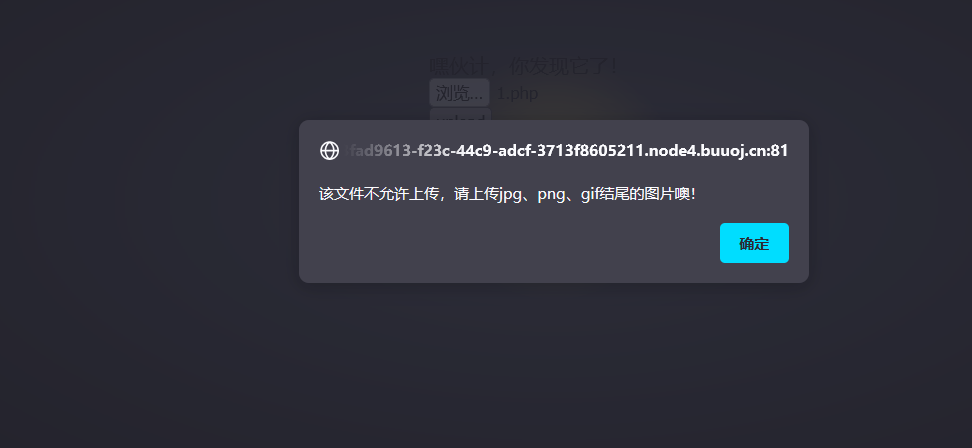 嘿伙计，你发现它了！
浏览... 1.php
upload
fad9613-f23c-44c9-adcf-3713f8605211.node4.buuoj.cn:81
该文件不允许上传，请上传jpg、png、gif结尾的图片噢！
确定